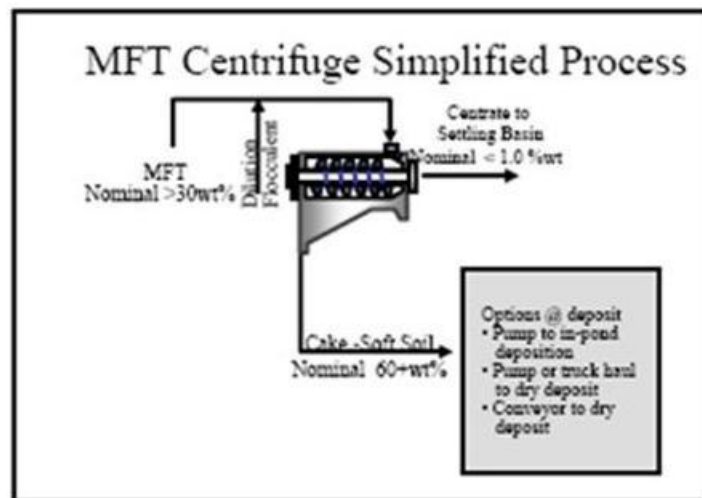 MFT Centrifuge Simplified Process
MFT
Nominal >30wt%
Dilution
Flocculent
Centrate to
Settling Basin
Nominal < 1.0 %wt
Cake -Soft Soil
Nominal 60+wt%
Options @ deposit
• Pump to in-pond
deposition
• Pump or truck haul
to dry deposit
• Conveyor to dry
deposit